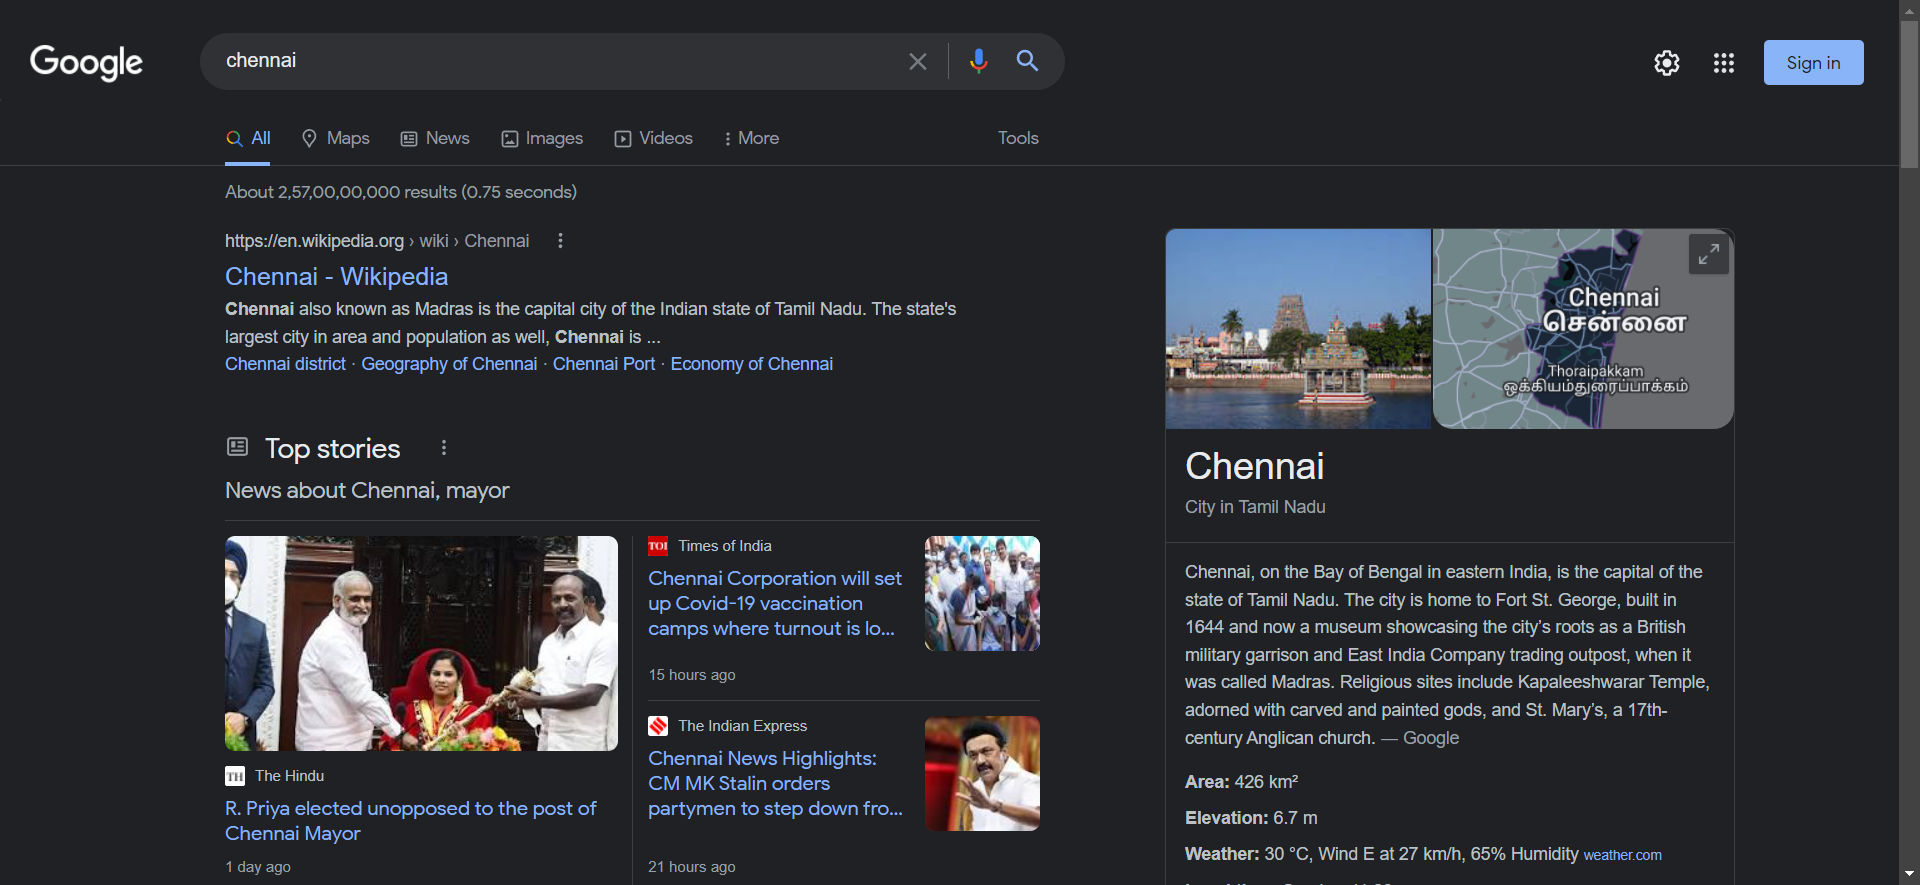 Google
chennai
Sign in
All
Maps
News
Images
Videos
More
Tools
About 2,57,00,00,000 results (0.75 seconds)
https://en.wikipedia.org › wiki › Chennai
Chennai - Wikipedia
Chennai also known as Madras is the capital city of the Indian state of Tamil Nadu. The state's
largest city in area and population as well, Chennai is ...
Chennai district · Geography of Chennai · Chennai Port · Economy of Chennai
Top stories
News about Chennai, mayor
TH The Hindu
R. Priya elected unopposed to the post of
Chennai Mayor
1 day ago
TOI Times of India
Chennai Corporation will set
up Covid-19 vaccination
camps where turnout is lo...
15 hours ago
The Indian Express
Chennai News Highlights:
CM MK Stalin orders
partymen to step down fro...
21 hours ago
Chennai
சென்னை
Thoraipakkam
ஒக்கியம்துரைப்பாக்கம்
Chennai
City in Tamil Nadu
Chennai, on the Bay of Bengal in eastern India, is the capital of the
state of Tamil Nadu. The city is home to Fort St. George, built in
1644 and now a museum showcasing the city’s roots as a British
military garrison and East India Company trading outpost, when it
was called Madras. Religious sites include Kapaleeshwarar Temple,
adorned with carved and painted gods, and St. Mary’s, a 17th-
century Anglican church. — Google
Area: 426 km²
Elevation: 6.7 m
Weather: 30 °C, Wind E at 27 km/h, 65% Humidity weather.com